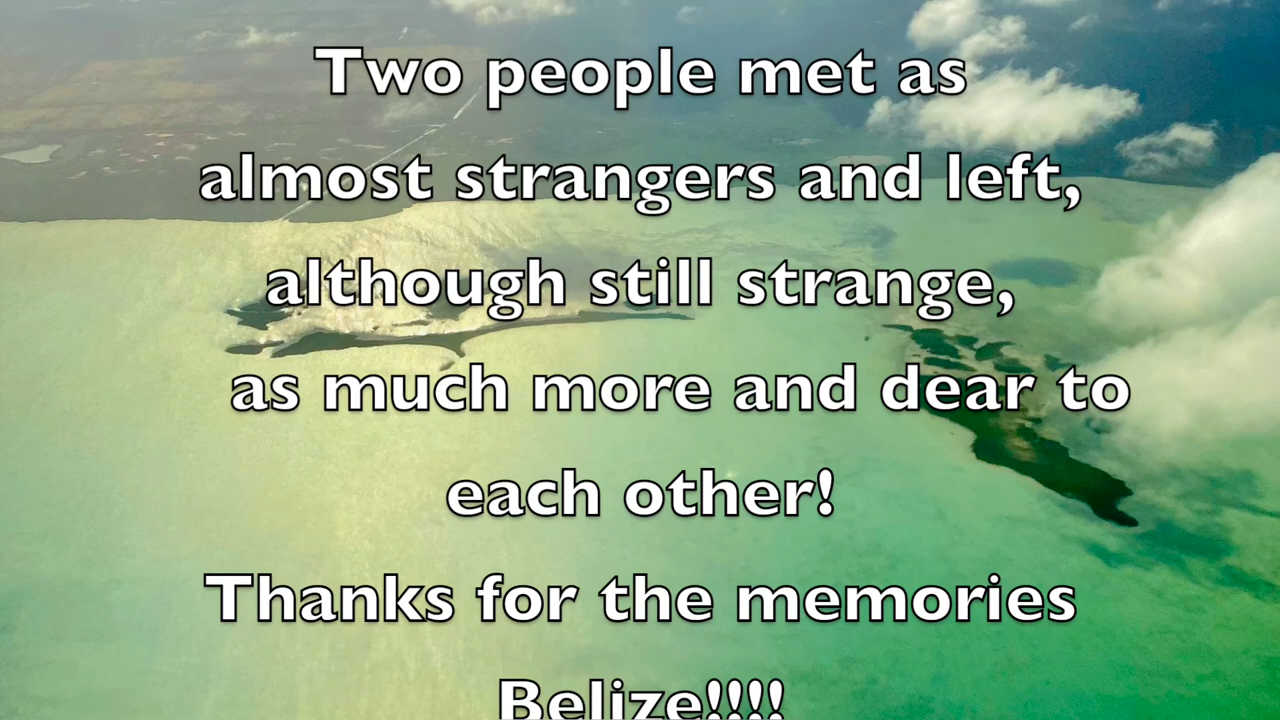 Two people met as
almost strangers and left,
although still strange,
as much more and dear to
each other!
Thanks for the memories
Belize!!!!